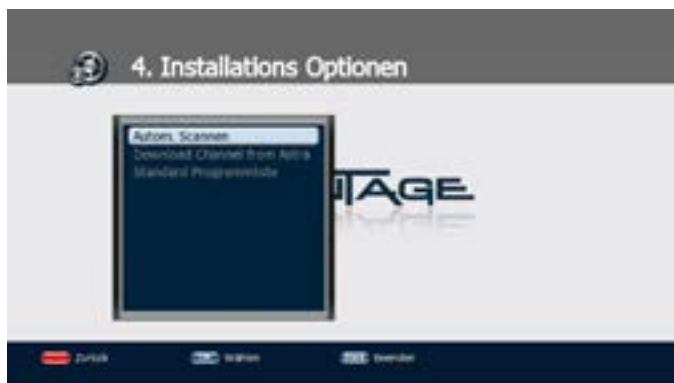 4. Installations Optionen
Autom. Scannen
Download Channel from Astra
Standard Programmliste
TAGE
Zurück
Wählen
Beenden